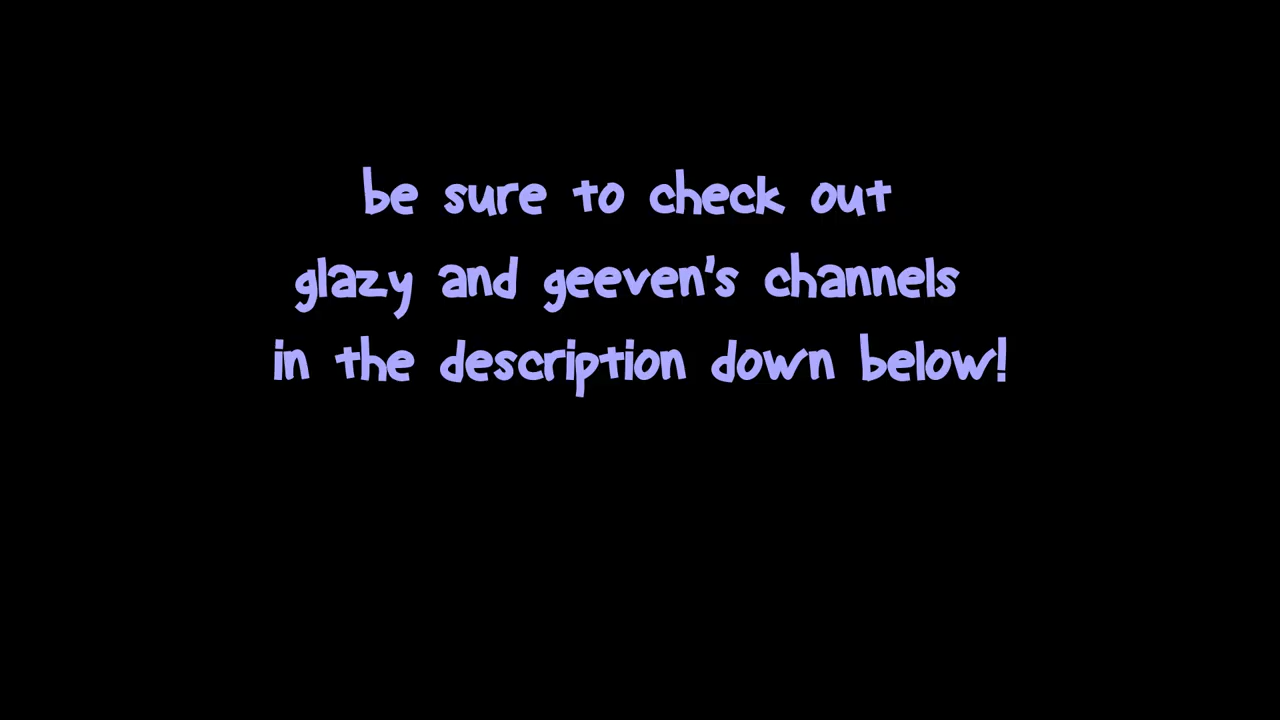 be sure to check out
glazy and geeven's channels
in the description down below!